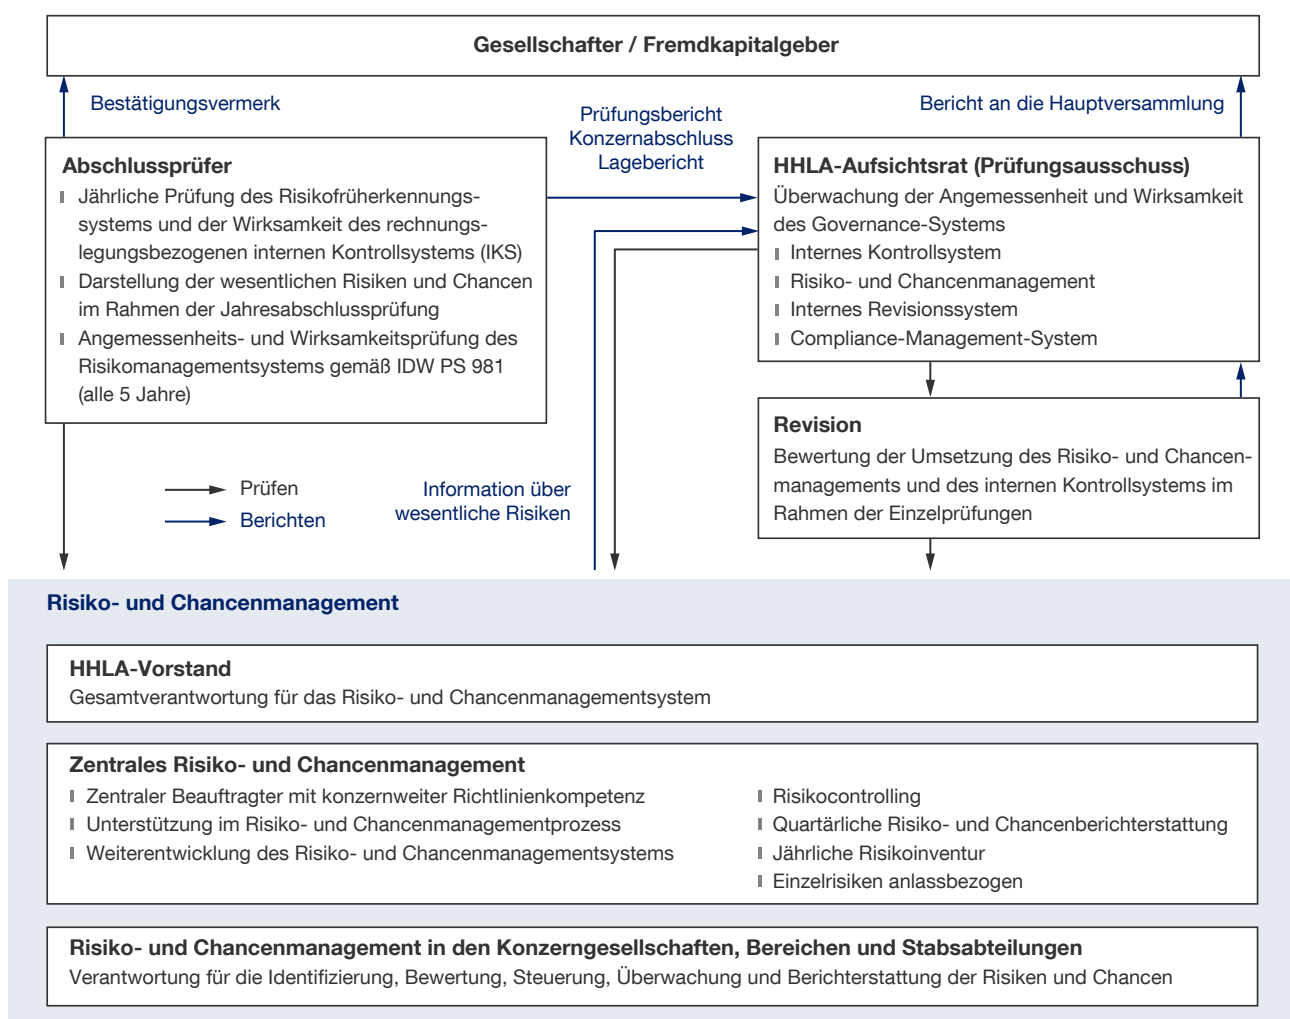 Gesellschafter / Fremdkapitalgeber
Bestätigungsvermerk
Prüfungsbericht
Konzernabschluss
Lagebericht
Bericht an die Hauptversammlung
Abschlussprüfer
Jährliche Prüfung des Risikofrüherkennungs-
systems und der Wirksamkeit des rechnungs-
legungsbezogenen internen Kontrollsystems (IKS)
Darstellung der wesentlichen Risiken und Chancen
im Rahmen der Jahresabschlussprüfung
Angemessenheits- und Wirksamkeitsprüfung des
Risikomanagementsystems gemäß IDW PS 981
(alle 5 Jahre)
HHLA-Aufsichtsrat (Prüfungsausschuss)
Überwachung der Angemessenheit und Wirksamkeit
des Governance-Systems
Internes Kontrollsystem
Risiko- und Chancenmanagement
Internes Revisionssystem
Compliance-Management-System
Revision
Bewertung der Umsetzung des Risiko- und Chancen-
managements und des internen Kontrollsystems im
Rahmen der Einzelprüfungen
Prüfen
Berichten
Information über
wesentliche Risiken
Risiko- und Chancenmanagement
HHLA-Vorstand
Gesamtverantwortung für das Risiko- und Chancenmanagementsystem
Zentrales Risiko- und Chancenmanagement
Zentraler Beauftragter mit konzernweiter Richtlinienkompetenz
Unterstützung im Risiko- und Chancenmanagementprozess
Weiterentwicklung des Risiko- und Chancenmanagementsystems
Risikocontrolling
Quartärliche Risiko- und Chancenberichterstattung
Jährliche Risikoinventur
Einzelrisiken anlassbezogen
Risiko- und Chancenmanagement in den Konzerngesellschaften, Bereichen und Stabsabteilungen
Verantwortung für die Identifizierung, Bewertung, Steuerung, Überwachung und Berichterstattung der Risiken und Chancen